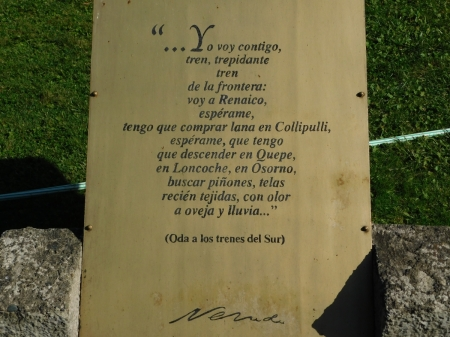 “...Yo voy contigo,
tren, trepidante
tren
de la frontera:
voy a Renaico,
espérame,
tengo que comprar lana en Collipulli,
espérame, que tengo
que descender en Quepe,
en Loncoche, en Osorno,
buscar piñones, telas
recién tejidas, con olor
a oveja y lluvia...”
(Oda a los trenes del Sur)
Neruda